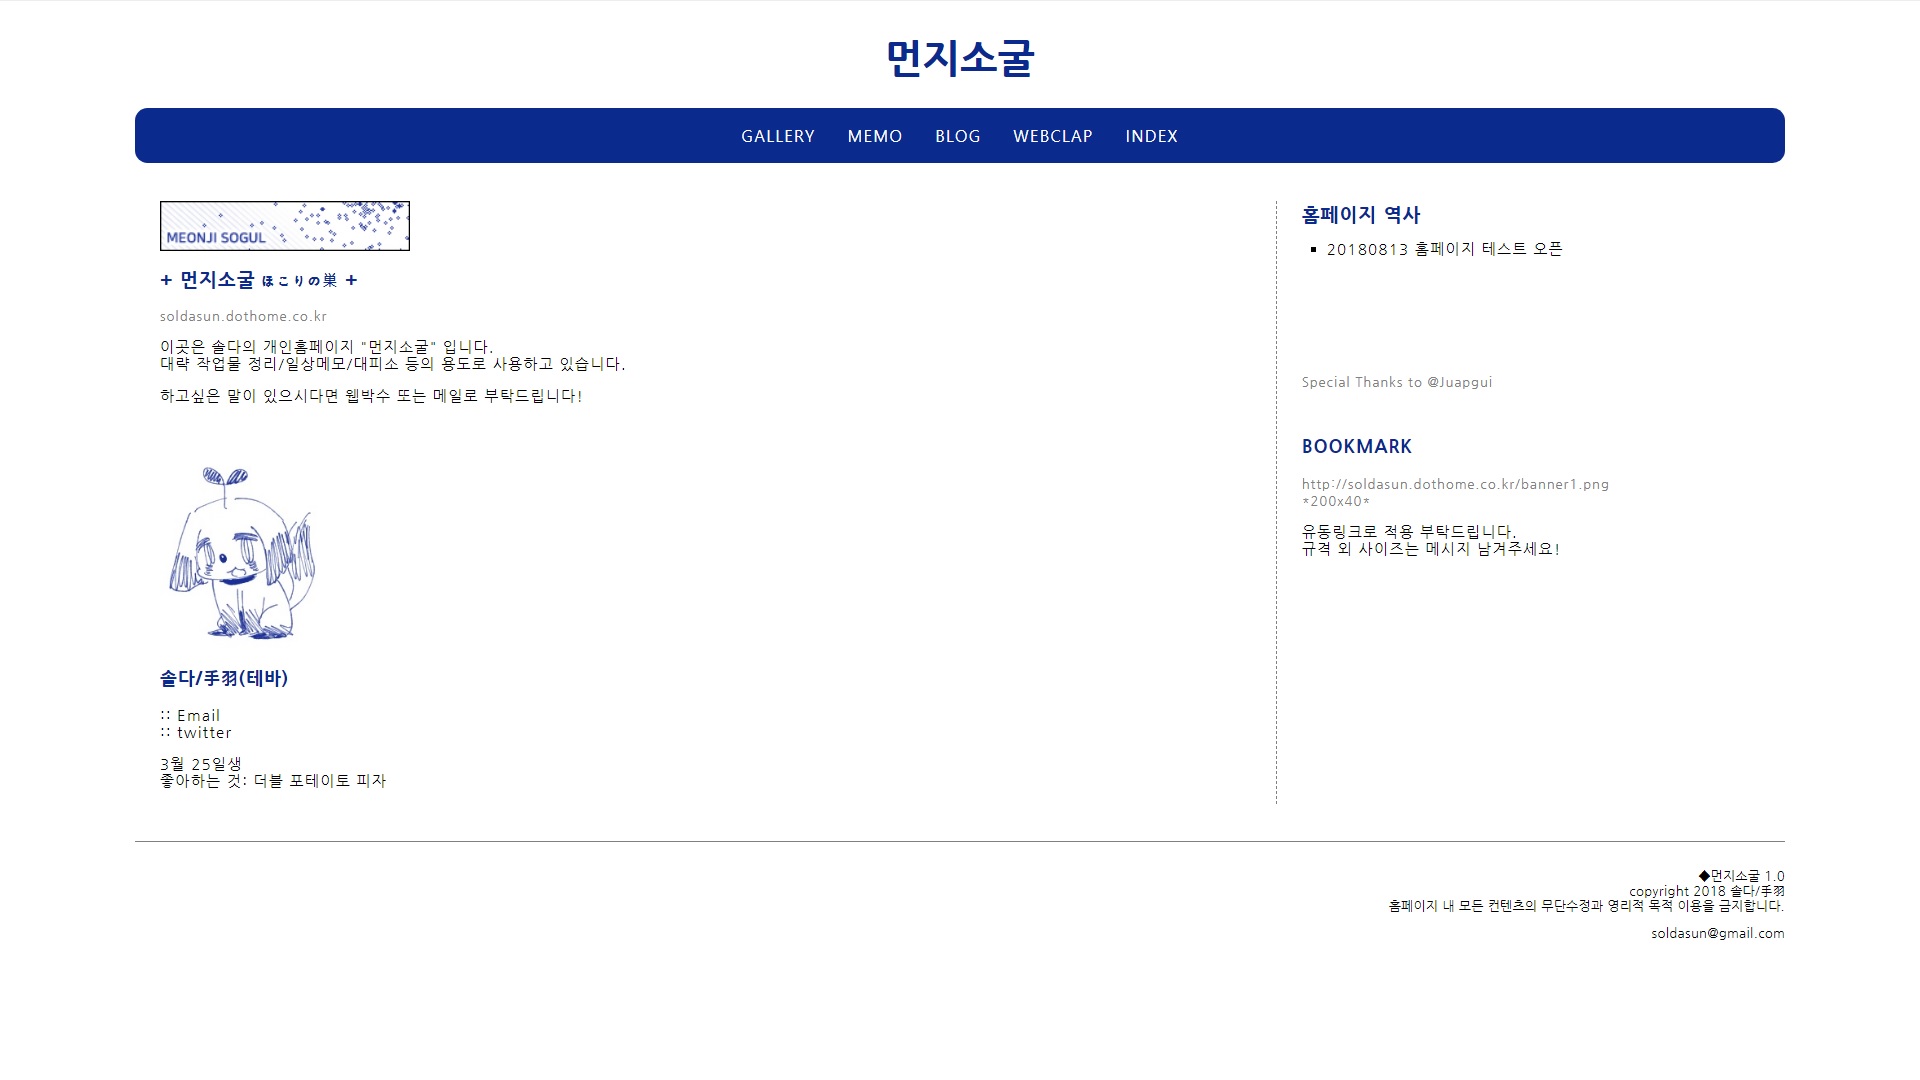 먼지소굴
GALLERY MEMO BLOG WEBCLAP INDEX
MEONJI SOGUL
+ 먼지소굴 ほこりの巣 +
soldasun.dothome.co.kr
이곳은 솔다의 개인홈페이지 "먼지소굴" 입니다.
대략 작업물 정리/일상메모/대피소 등의 용도로 사용하고 있습니다.
하고싶은 말이 있으시다면 웹박수 또는 메일로 부탁드립니다!
솔다/手羽(테바)
:: Email
:: twitter
3월 25일생
좋아하는 것: 더블 포테이토 피자
홈페이지 역사
▪ 20180813 홈페이지 테스트 오픈
Special Thanks to @Juapgui
BOOKMARK
http://soldasun.dothome.co.kr/banner1.png
*200x40*
유동링크로 적용 부탁드립니다.
규격 외 사이즈는 메시지 남겨주세요!
◆먼지소굴 1.0
copyright 2018 솔다/手羽
홈페이지 내 모든 컨텐츠의 무단수정과 영리적 목적 이용을 금지합니다.
soldasun@gmail.com